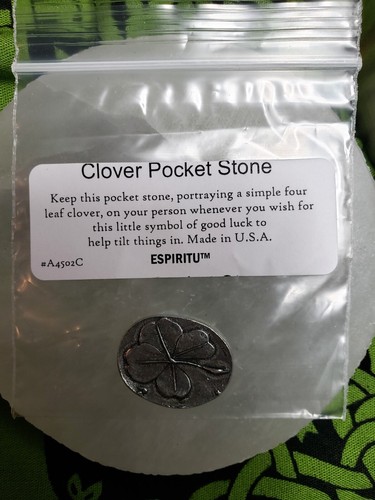 Clover Pocket Stone
Keep this pocket stone, portraying a simple four
leaf clover, on your person whenever you wish for
this little symbol of good luck to
help tilt things in. Made in U.S.A.
#A4502C
ESPIRITU™